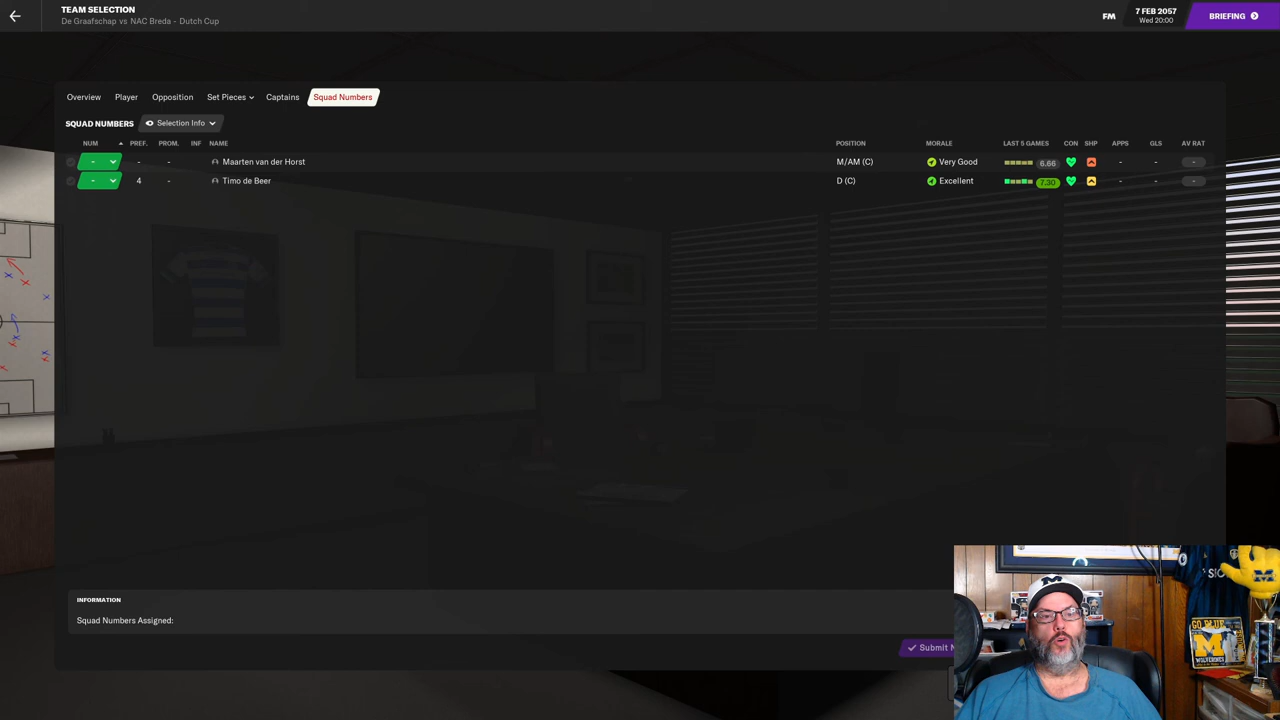 TEAM SELECTION
De Graafschap vs NAC Breda - Dutch Cup
FM
7 FEB 2057
Wed 20:00
BRIEFING
Overview Player Opposition Set Pieces Captains Squad Numbers
SQUAD NUMBERS Selection Info
NUM PREF. PROM. INF NAME POSITION MORALE LAST 5 GAMES CON SHP APPS GLS AV RAT
- - - Maarten van der Horst M/AM (C) Very Good 6.66 - - -
- 4 - Timo de Beer D (C) Excellent 7.30 - - -
INFORMATION
Squad Numbers Assigned:
Submit
M
M
GO BLUE
M
WOLVERINES